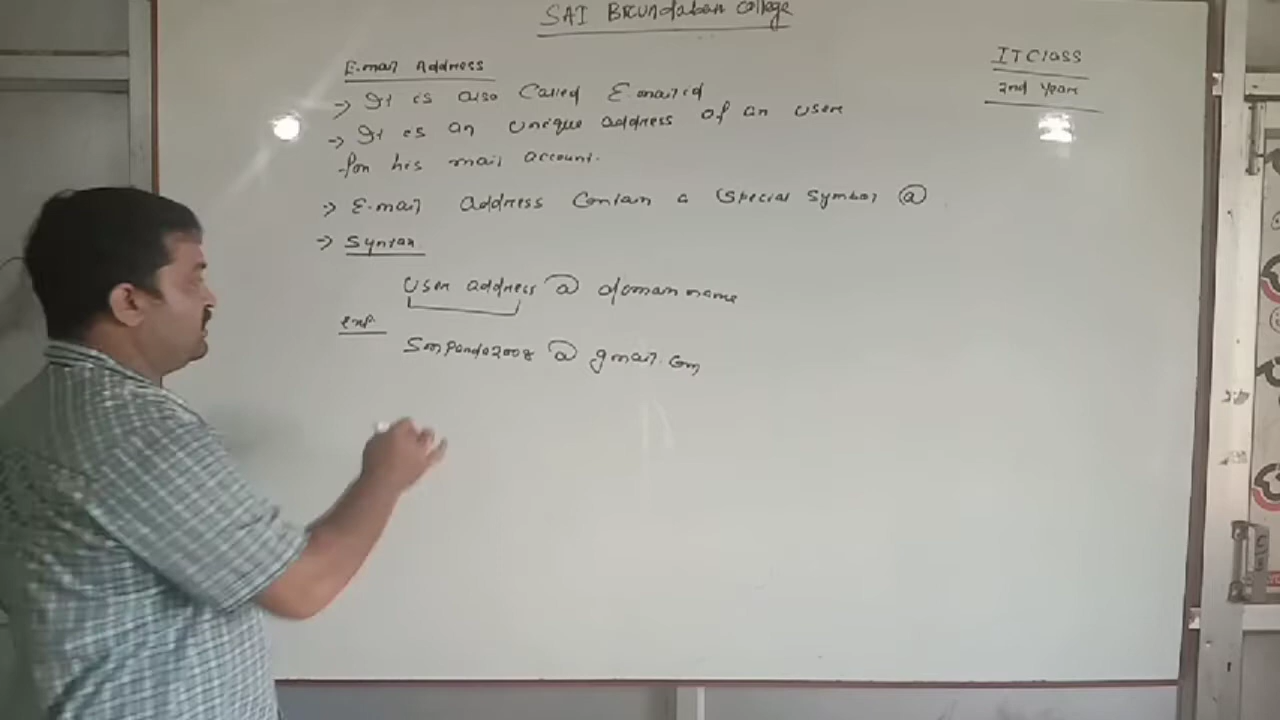 SAI Brundaban College
IT Class
2nd Year
E-mail Address
-> It is also called E-mail id
-> It is an unique address of an user
for his mail account.
-> E-mail address contain a special symbol @
-> Syntax
User address @ domain name
exp.
smpanda2008 @ gmail.com